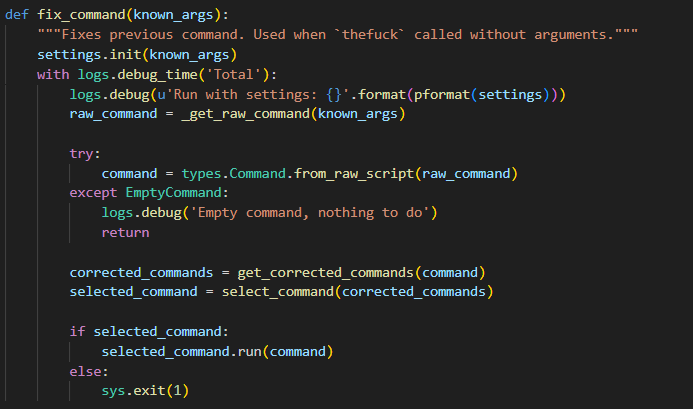 def fix_command(known_args):
    """Fixes previous command. Used when `thefuck` called without arguments."""
    settings.init(known_args)
    with logs.debug_time('Total'):
        logs.debug(u'Run with settings: {}'.format(pformat(settings)))
        raw_command = _get_raw_command(known_args)

        try:
            command = types.Command.from_raw_script(raw_command)
        except EmptyCommand:
            logs.debug('Empty command, nothing to do')
            return

        corrected_commands = get_corrected_commands(command)
        selected_command = select_command(corrected_commands)

        if selected_command:
            selected_command.run(command)
        else:
            sys.exit(1)